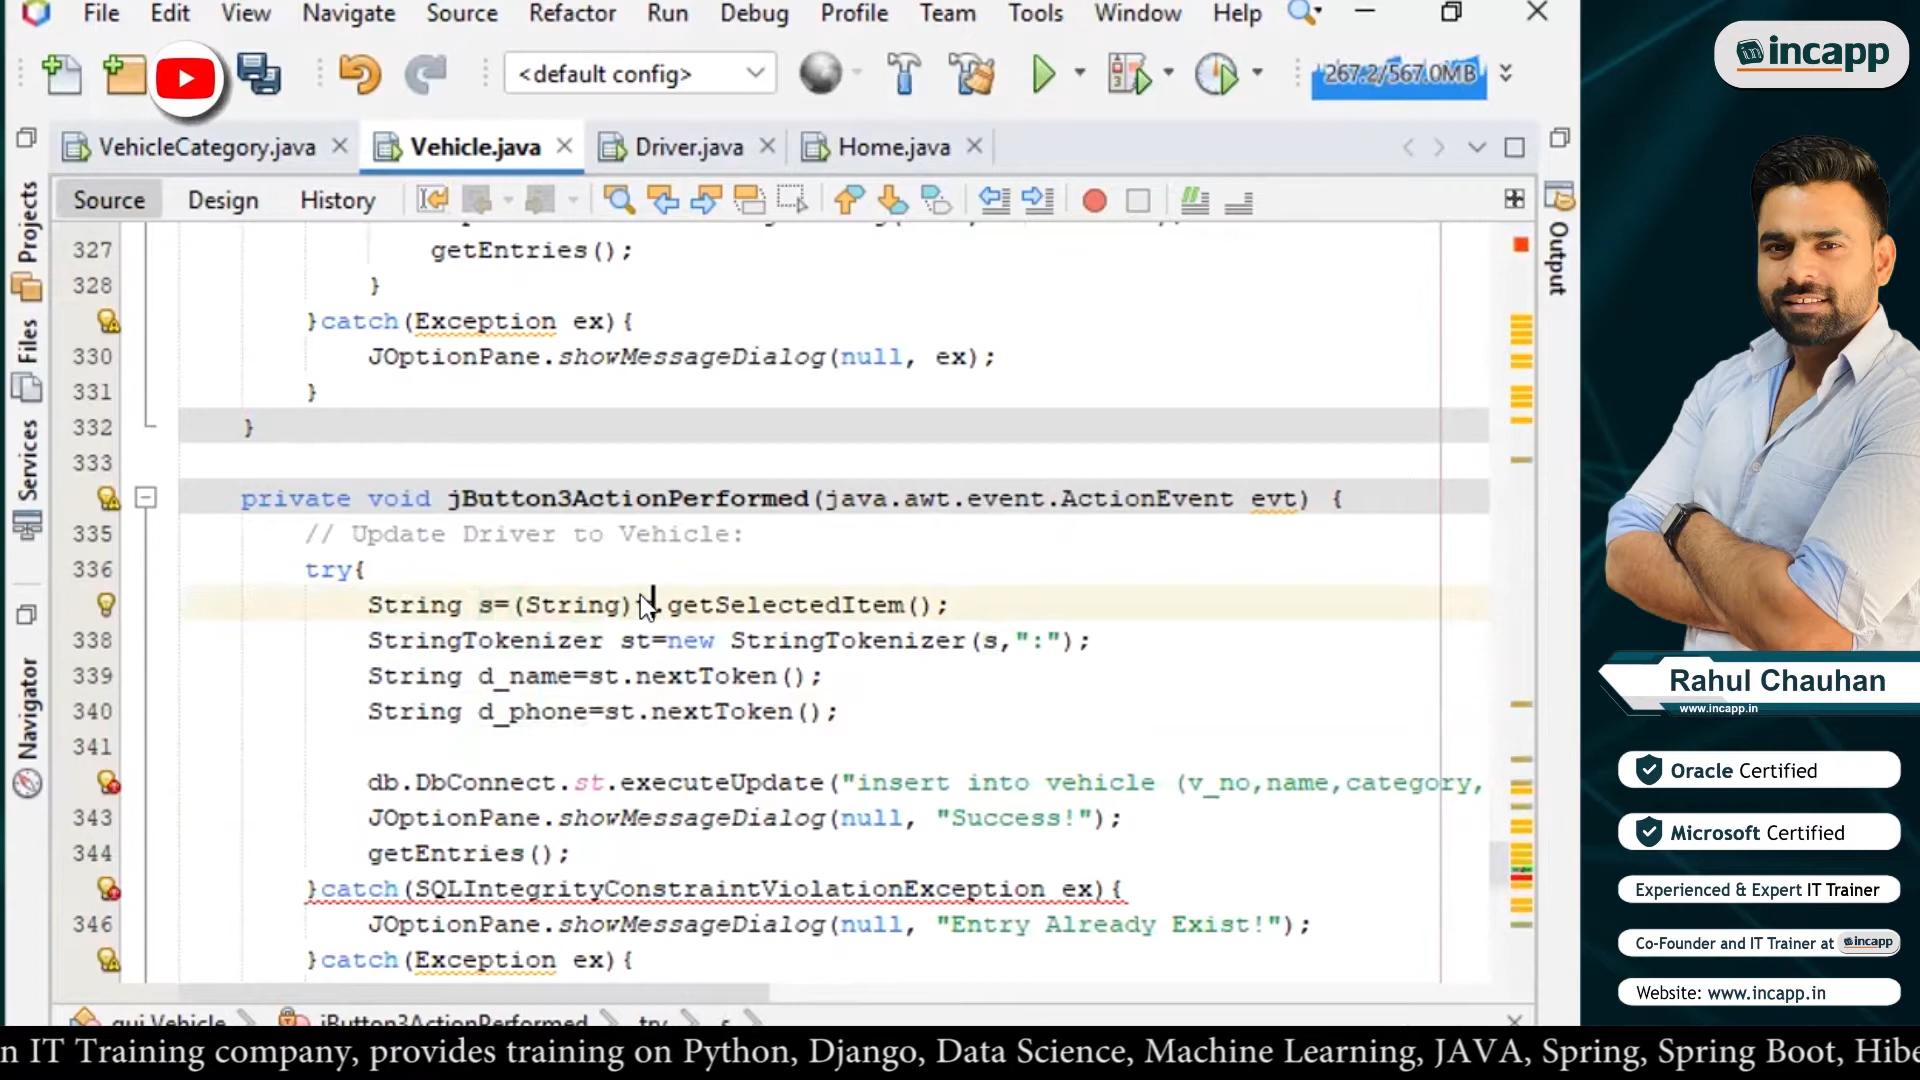 File Edit View Navigate Source Refactor Run Debug Profile Team Tools Window Help
<default config>
267.2/567.0MB
VehicleCategory.java
Vehicle.java
Driver.java
Home.java
Source Design History
327 getEntries();
328 }
}catch(Exception ex){
330 JOptionPane.showMessageDialog(null, ex);
331 }
332 }
333
private void jButton3ActionPerformed(java.awt.event.ActionEvent evt) {
335 // Update Driver to Vehicle:
336 try{
String s=(String) .getSelectedItem();
338 StringTokenizer st=new StringTokenizer(s,":");
339 String d_name=st.nextToken();
340 String d_phone=st.nextToken();
341
db.DbConnect.st.executeUpdate("insert into vehicle (v_no,name,category,
343 JOptionPane.showMessageDialog(null, "Success!");
344 getEntries();
}catch(SQLIntegrityConstraintViolationException ex){
346 JOptionPane.showMessageDialog(null, "Entry Already Exist!");
}catch(Exception ex){
gui.Vehicle jButton3ActionPerformed try s
Projects
Files
Services
Navigator
Output
incapp
Rahul Chauhan
www.incapp.in
Oracle Certified
Microsoft Certified
Experienced & Expert IT Trainer
Co-Founder and IT Trainer at incapp
Website: www.incapp.in
n IT Training company, provides training on Python, Django, Data Science, Machine Learning, JAVA, Spring, Spring Boot, Hibe